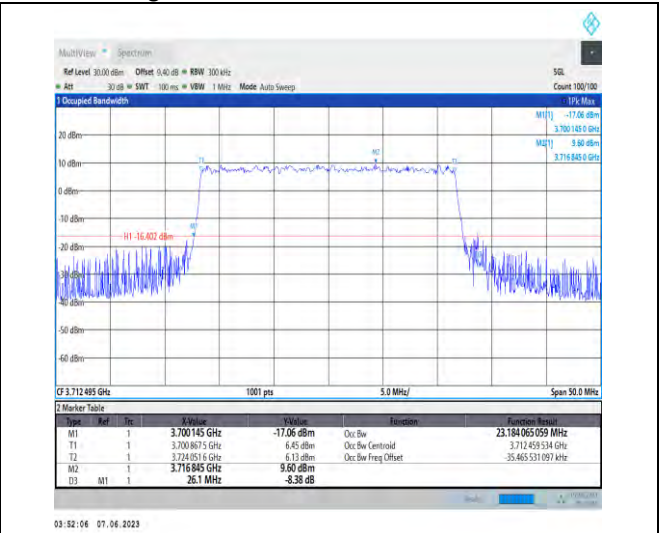 MultiView Spectrum
Ref Level 30.00 dBm Offset 9.40 dB RBW 300 kHz SGL
Att 30 dB SWT 100 ms VBW 1 MHz Mode Auto Sweep Count 100/100
1 Occupied Bandwidth 1Pk Max
M1[1] -17.06 dBm
3.700 145 0 GHz
20 dBm
M2[1] 9.60 dBm
3.716 845 0 GHz
M2
10 dBm
T1
0 dBm
-10 dBm
M1
H1 -16.402 dBm
-20 dBm
-30 dBm
-40 dBm
-50 dBm
-60 dBm
CF 3.712 495 GHz 1001 pts 5.0 MHz/ Span 50.0 MHz
2 Marker Table
Type Ref Trc X-Value Y-Value Function Function Result
M1 1 3.700 145 GHz -17.06 dBm Occ Bw 23.184 065 059 MHz
T1 1 3.700 867 5 GHz 6.45 dBm Occ Bw Centroid 3.712 459 534 GHz
T2 1 3.724 051 6 GHz 6.13 dBm Occ Bw Freq Offset -35.465 531 097 kHz
M2 1 3.716 845 GHz 9.60 dBm
D3 M1 1 26.1 MHz -8.38 dB
03:52:06 07.06.2023